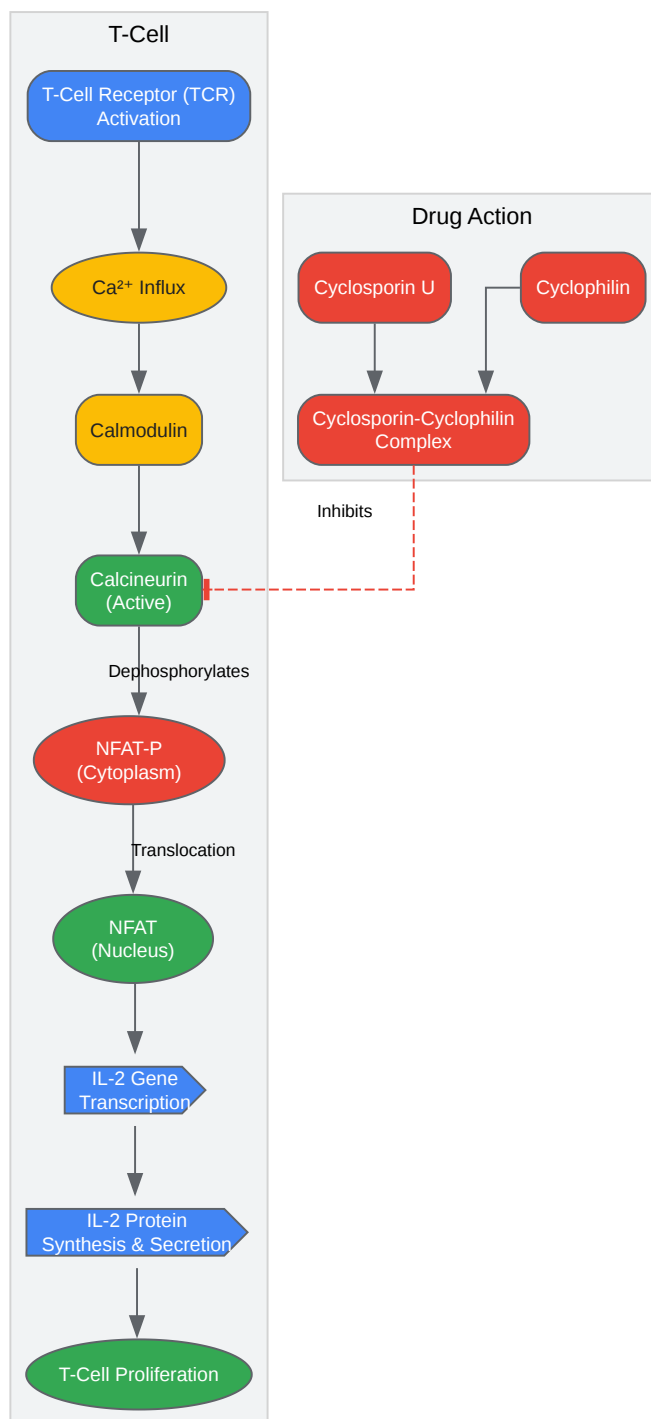 T-Cell
T-Cell Receptor (TCR)
Activation
Drug Action
Ca²⁺ Influx
Cyclosporin U
Cyclophilin
Calmodulin
Cyclosporin-Cyclophilin
Complex
Inhibits
Calcineurin
(Active)
Dephosphorylates
NFAT-P
(Cytoplasm)
Translocation
NFAT
(Nucleus)
IL-2 Gene
Transcription
IL-2 Protein
Synthesis & Secretion
T-Cell Proliferation